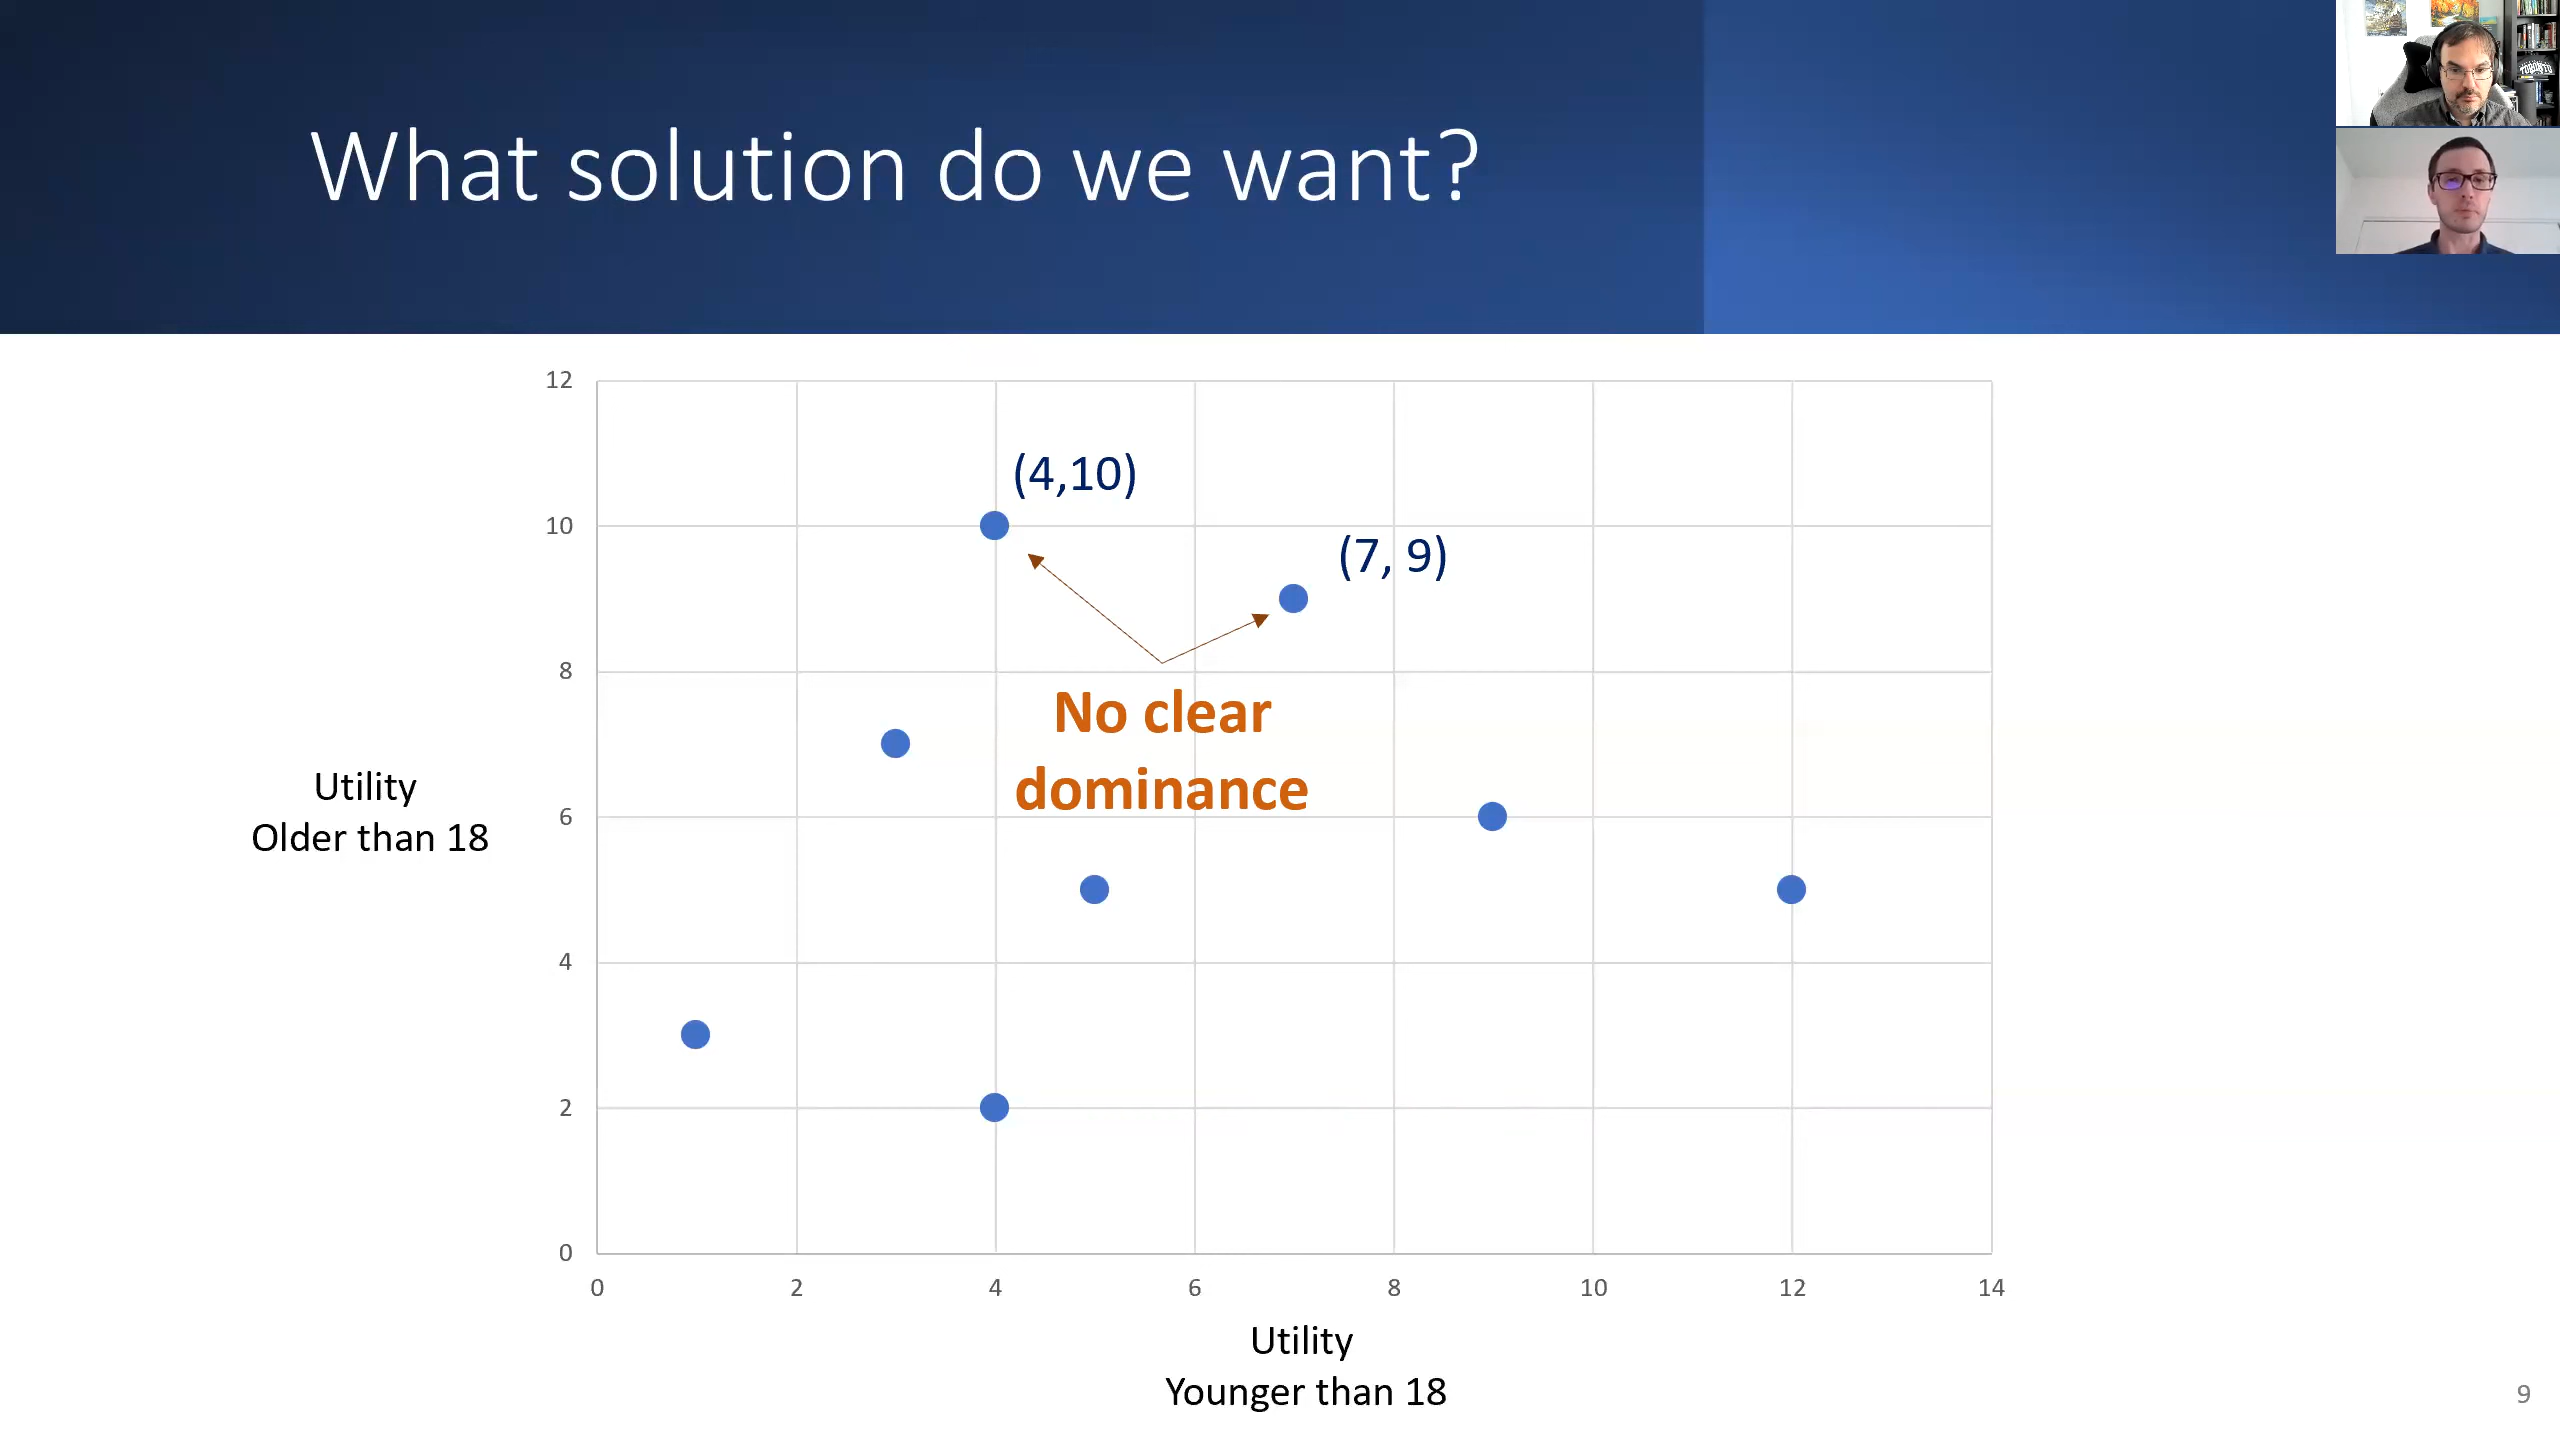 What solution do we want?
12
(4,10)
10
(7, 9)
8
No clear
dominance
Utility
Older than 18
6
4
2
0
0 2 4 6 8 10 12 14
Utility
Younger than 18
9
TORONTO